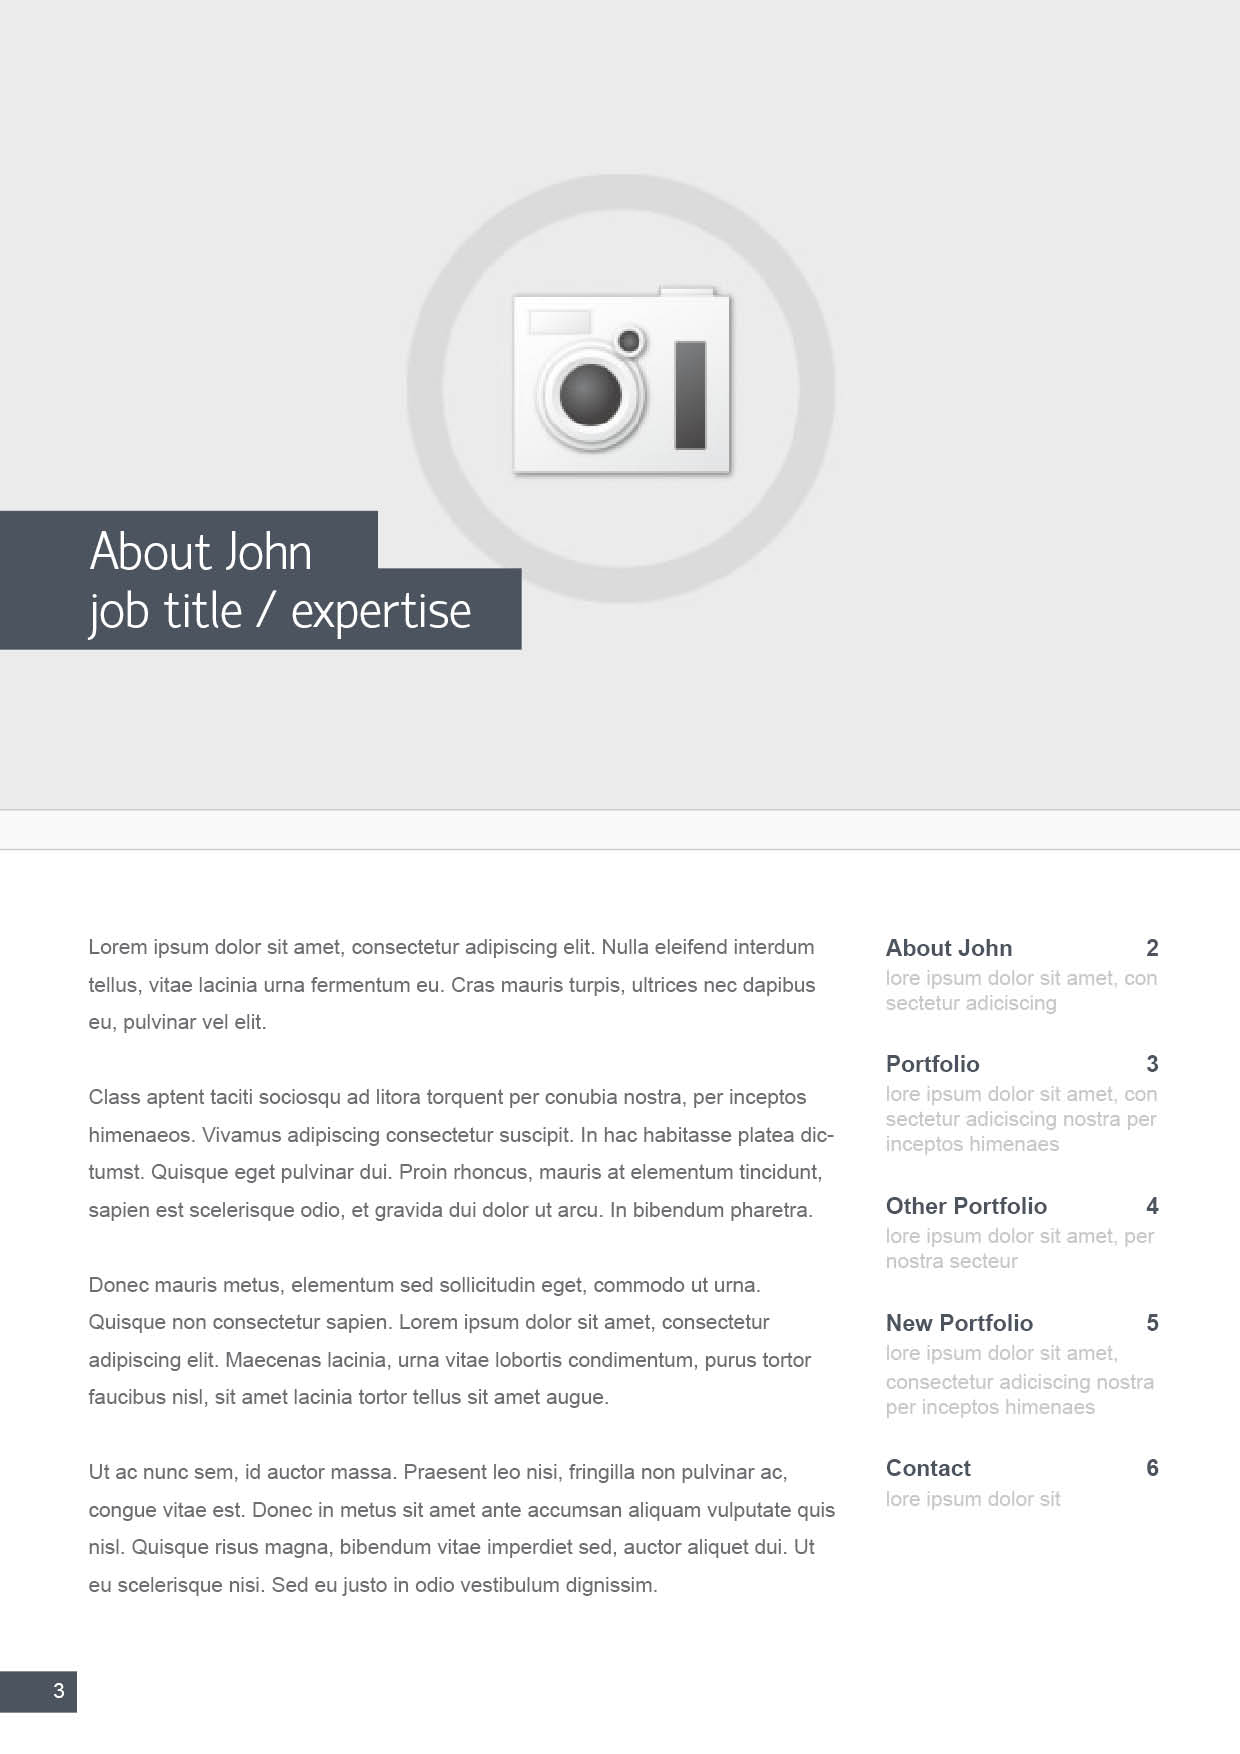 About John
job title / expertise
Lorem ipsum dolor sit amet, consectetur adipiscing elit. Nulla eleifend interdum
tellus, vitae lacinia urna fermentum eu. Cras mauris turpis, ultrices nec dapibus
eu, pulvinar vel elit.
Class aptent taciti sociosqu ad litora torquent per conubia nostra, per inceptos
himenaeos. Vivamus adipiscing consectetur suscipit. In hac habitasse platea dic-
tumst. Quisque eget pulvinar dui. Proin rhoncus, mauris at elementum tincidunt,
sapien est scelerisque odio, et gravida dui dolor ut arcu. In bibendum pharetra.
Donec mauris metus, elementum sed sollicitudin eget, commodo ut urna.
Quisque non consectetur sapien. Lorem ipsum dolor sit amet, consectetur
adipiscing elit. Maecenas lacinia, urna vitae lobortis condimentum, purus tortor
faucibus nisl, sit amet lacinia tortor tellus sit amet augue.
Ut ac nunc sem, id auctor massa. Praesent leo nisi, fringilla non pulvinar ac,
congue vitae est. Donec in metus sit amet ante accumsan aliquam vulputate quis
nisl. Quisque risus magna, bibendum vitae imperdiet sed, auctor aliquet dui. Ut
eu scelerisque nisi. Sed eu justo in odio vestibulum dignissim.
About John 2
lore ipsum dolor sit amet, con
sectetur adiciscing
Portfolio 3
lore ipsum dolor sit amet, con
sectetur adiciscing nostra per
inceptos himenaes
Other Portfolio 4
lore ipsum dolor sit amet, per
nostra secteur
New Portfolio 5
lore ipsum dolor sit amet,
consectetur adiciscing nostra
per inceptos himenaes
Contact 6
lore ipsum dolor sit
3